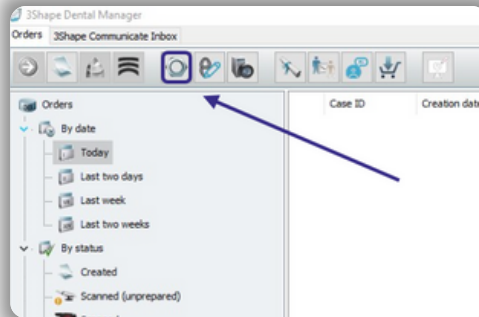 3Shape Dental Manager
Orders 3Shape Communicate Inbox
Orders
Case ID Creation date
By date
Today
Last two days
Last week
Last two weeks
By status
Created
Scanned (unprepared)